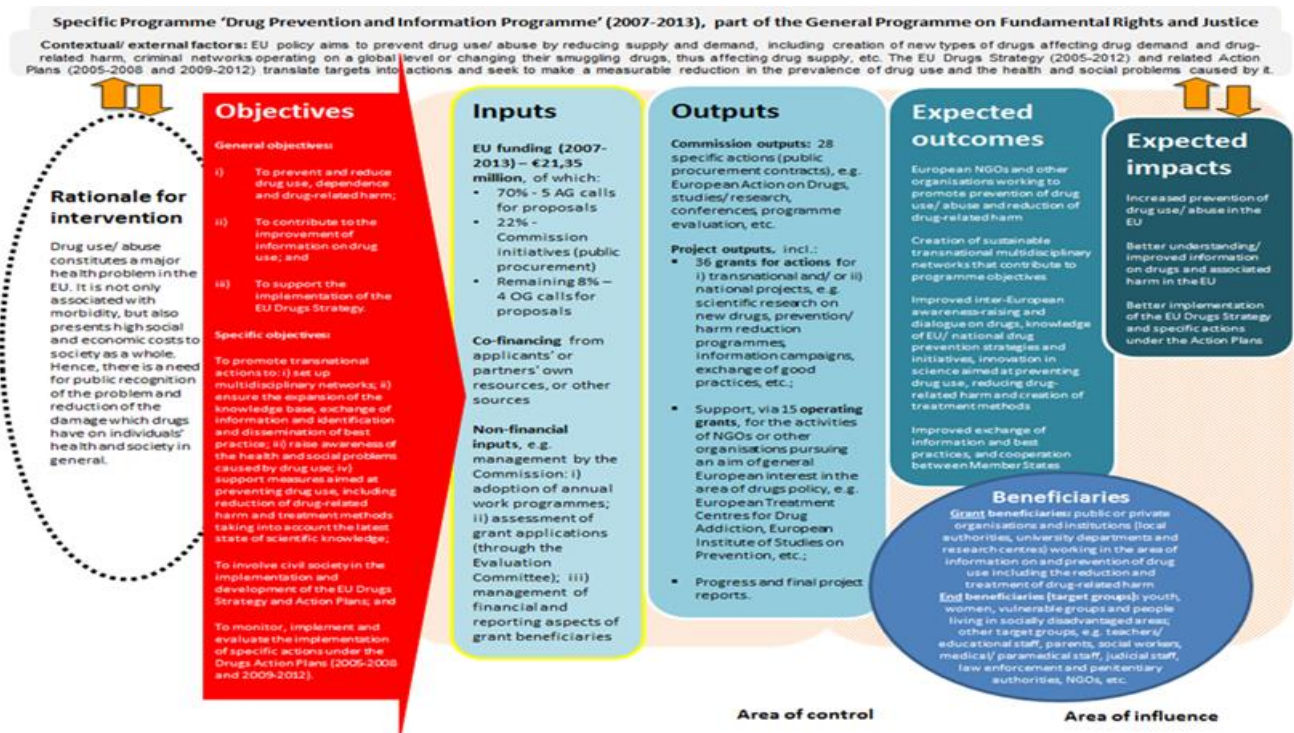 Specific Programme ‘Drug Prevention and Information Programme’ (2007-2013), part of the General Programme on Fundamental Rights and Justice
Contextual/ external factors: EU policy aims to prevent drug use/ abuse by reducing supply and demand, including creation of new types of drugs affecting drug demand and drug-
related harm, criminal networks operating on a global level or changing their smuggling drugs, thus affecting drug supply, etc. The EU Drugs Strategy (2005-2012) and related Action
Plans (2005-2008 and 2009-2012) translate targets into actions and seek to make a measurable reduction in the prevalence of drug use and the health and social problems caused by it.
Rationale for
intervention
Drug use/ abuse
constitutes a major
health problem in the
EU. It is not only
associated with
morbidity, but also
presents high social
and economic costs to
society as a whole.
Hence, there is a need
for public recognition
of the problem and
reduction of the
damage which drugs
have on individuals’
health and society in
general.
Objectives
General objectives:
i) To prevent and reduce
drug use, dependence
and drug-related harm;
ii) To contribute to the
improvement of
information on drug
use; and
iii) To support the
implementation of the
EU Drugs Strategy.
Specific objectives:
To promote transnational
actions to: i) set up
multidisciplinary networks; ii)
ensure the expansion of the
knowledge base, exchange of
information and identification
and dissemination of best
practice; iii) raise awareness of
the health and social problems
caused by drug use; iv)
support measures aimed at
preventing drug use, including
reduction of drug-related
harm and treatment methods
taking into account the latest
state of scientific knowledge;
To involve civil society in the
implementation and
development of the EU Drugs
Strategy and Action Plans; and
To monitor, implement and
evaluate the implementation
of specific actions under the
Drugs Action Plans (2005-2008
and 2009-2012).
Inputs
EU funding (2007-
2013) – €21,35
million, of which:
• 70% - 5 AG calls
for proposals
• 22% -
Commission
initiatives (public
procurement)
• Remaining 8% –
4 OG calls for
proposals
Co-financing from
applicants’ or
partners’ own
resources, or other
sources
Non-financial
inputs, e.g.
management by the
Commission: i)
adoption of annual
work programmes;
ii) assessment of
grant applications
(through the
Evaluation
Committee); iii)
management of
financial and
reporting aspects of
grant beneficiaries
Outputs
Commission outputs: 28
specific actions (public
procurement contracts), e.g.
European Action on Drugs,
studies/ research,
conferences, programme
evaluation, etc.
Project outputs, incl.:
▪ 36 grants for actions for
i) transnational and/ or ii)
national projects, e.g.
scientific research on
new drugs, prevention/
harm reduction
programmes,
information campaigns,
exchange of good
practices, etc.;
▪ Support, via 15 operating
grants, for the activities
of NGOs or other
organisations pursuing
an aim of general
European interest in the
area of drugs policy, e.g.
European Treatment
Centres for Drug
Addiction, European
Institute of Studies on
Prevention, etc.;
▪ Progress and final project
reports.
Expected
outcomes
European NGOs and other
organisations working to
promote prevention of drug
use/ abuse and reduction of
drug-related harm
Creation of sustainable
transnational multidisciplinary
networks that contribute to
programme objectives
Improved inter-European
awareness-raising and
dialogue on drugs, knowledge
of EU/ national drug
prevention strategies and
initiatives, innovation in
science aimed at preventing
drug use, reducing drug-
related harm and creation of
treatment methods
Improved exchange of
information and best
practices, and cooperation
between Member States
Expected
impacts
Increased prevention of
drug use/ abuse in the
EU
Better understanding/
improved information
on drugs and associated
harm in the EU
Better implementation
of the EU Drugs Strategy
and specific actions
under the Action Plans
Beneficiaries
Grant beneficiaries: public or private
organisations and institutions (local
authorities, university departments and
research centres) working in the area of
information on and prevention of drug
use including the reduction and
treatment of drug-related harm
End beneficiaries (target groups): youth,
women, vulnerable groups and people
living in socially disadvantaged areas;
other target groups, e.g. teachers/
educational staff, parents, social workers,
medical/ paramedical staff, judicial staff,
law enforcement and penitentiary
authorities, NGOs, etc.
Area of control
Area of influence